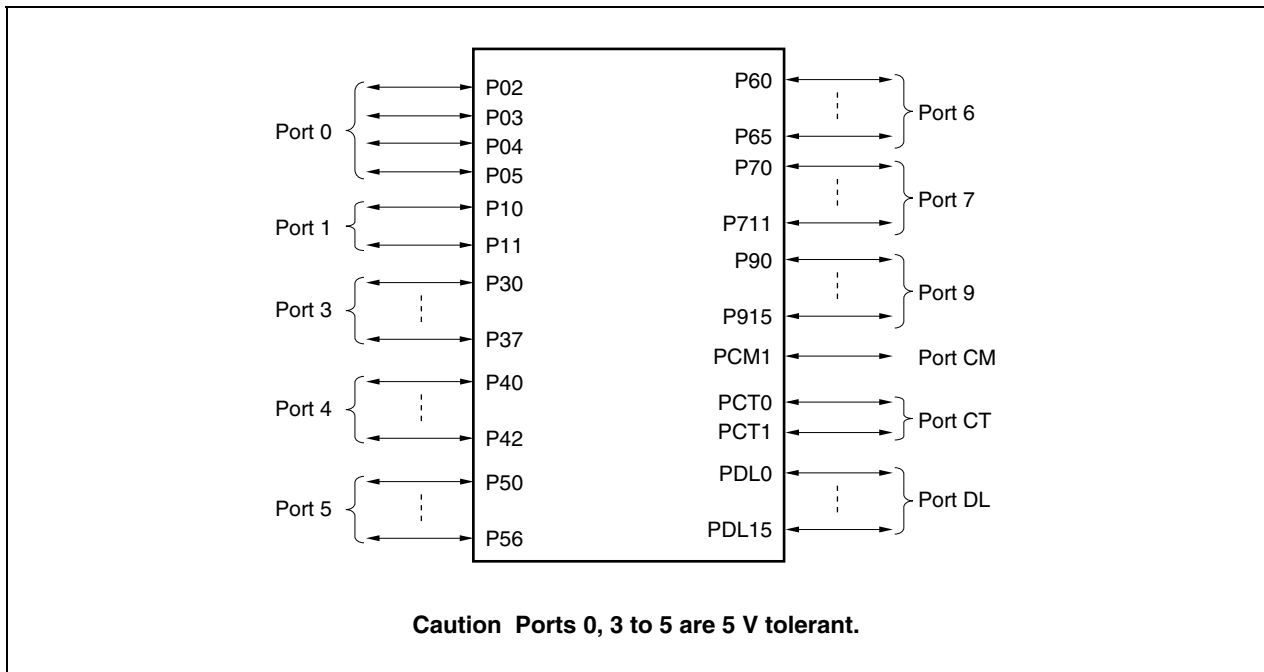 Port 0
P02
P03
P04
P05
Port 1
P10
P11
Port 3
P30
P37
Port 4
P40
P42
Port 5
P50
P56
P60
P65
Port 6
P70
P711
Port 7
P90
P915
Port 9
PCM1
Port CM
PCT0
PCT1
Port CT
PDL0
PDL15
Port DL
Caution Ports 0, 3 to 5 are 5 V tolerant.